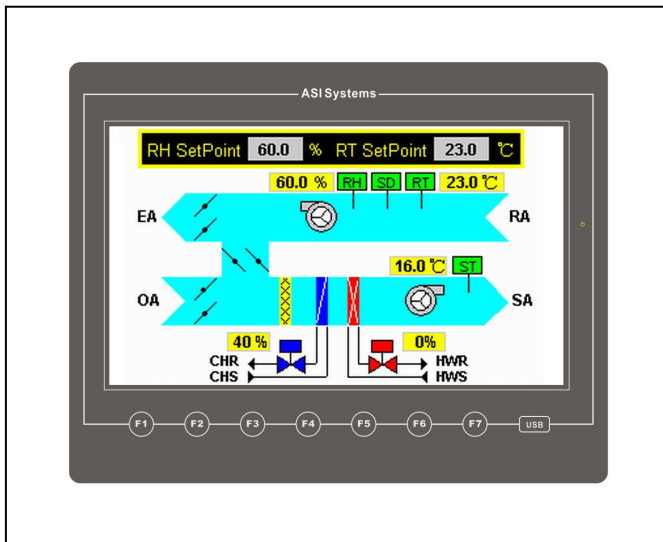 ASI Systems
RH SetPoint 60.0 % RT SetPoint 23.0 ℃
60.0 % RH SD RT 23.0 ℃
EA RA
16.0 ℃ ST
OA SA
40 % 0%
CHR HWR
CHS HWS
F1 F2 F3 F4 F5 F6 F7 USB